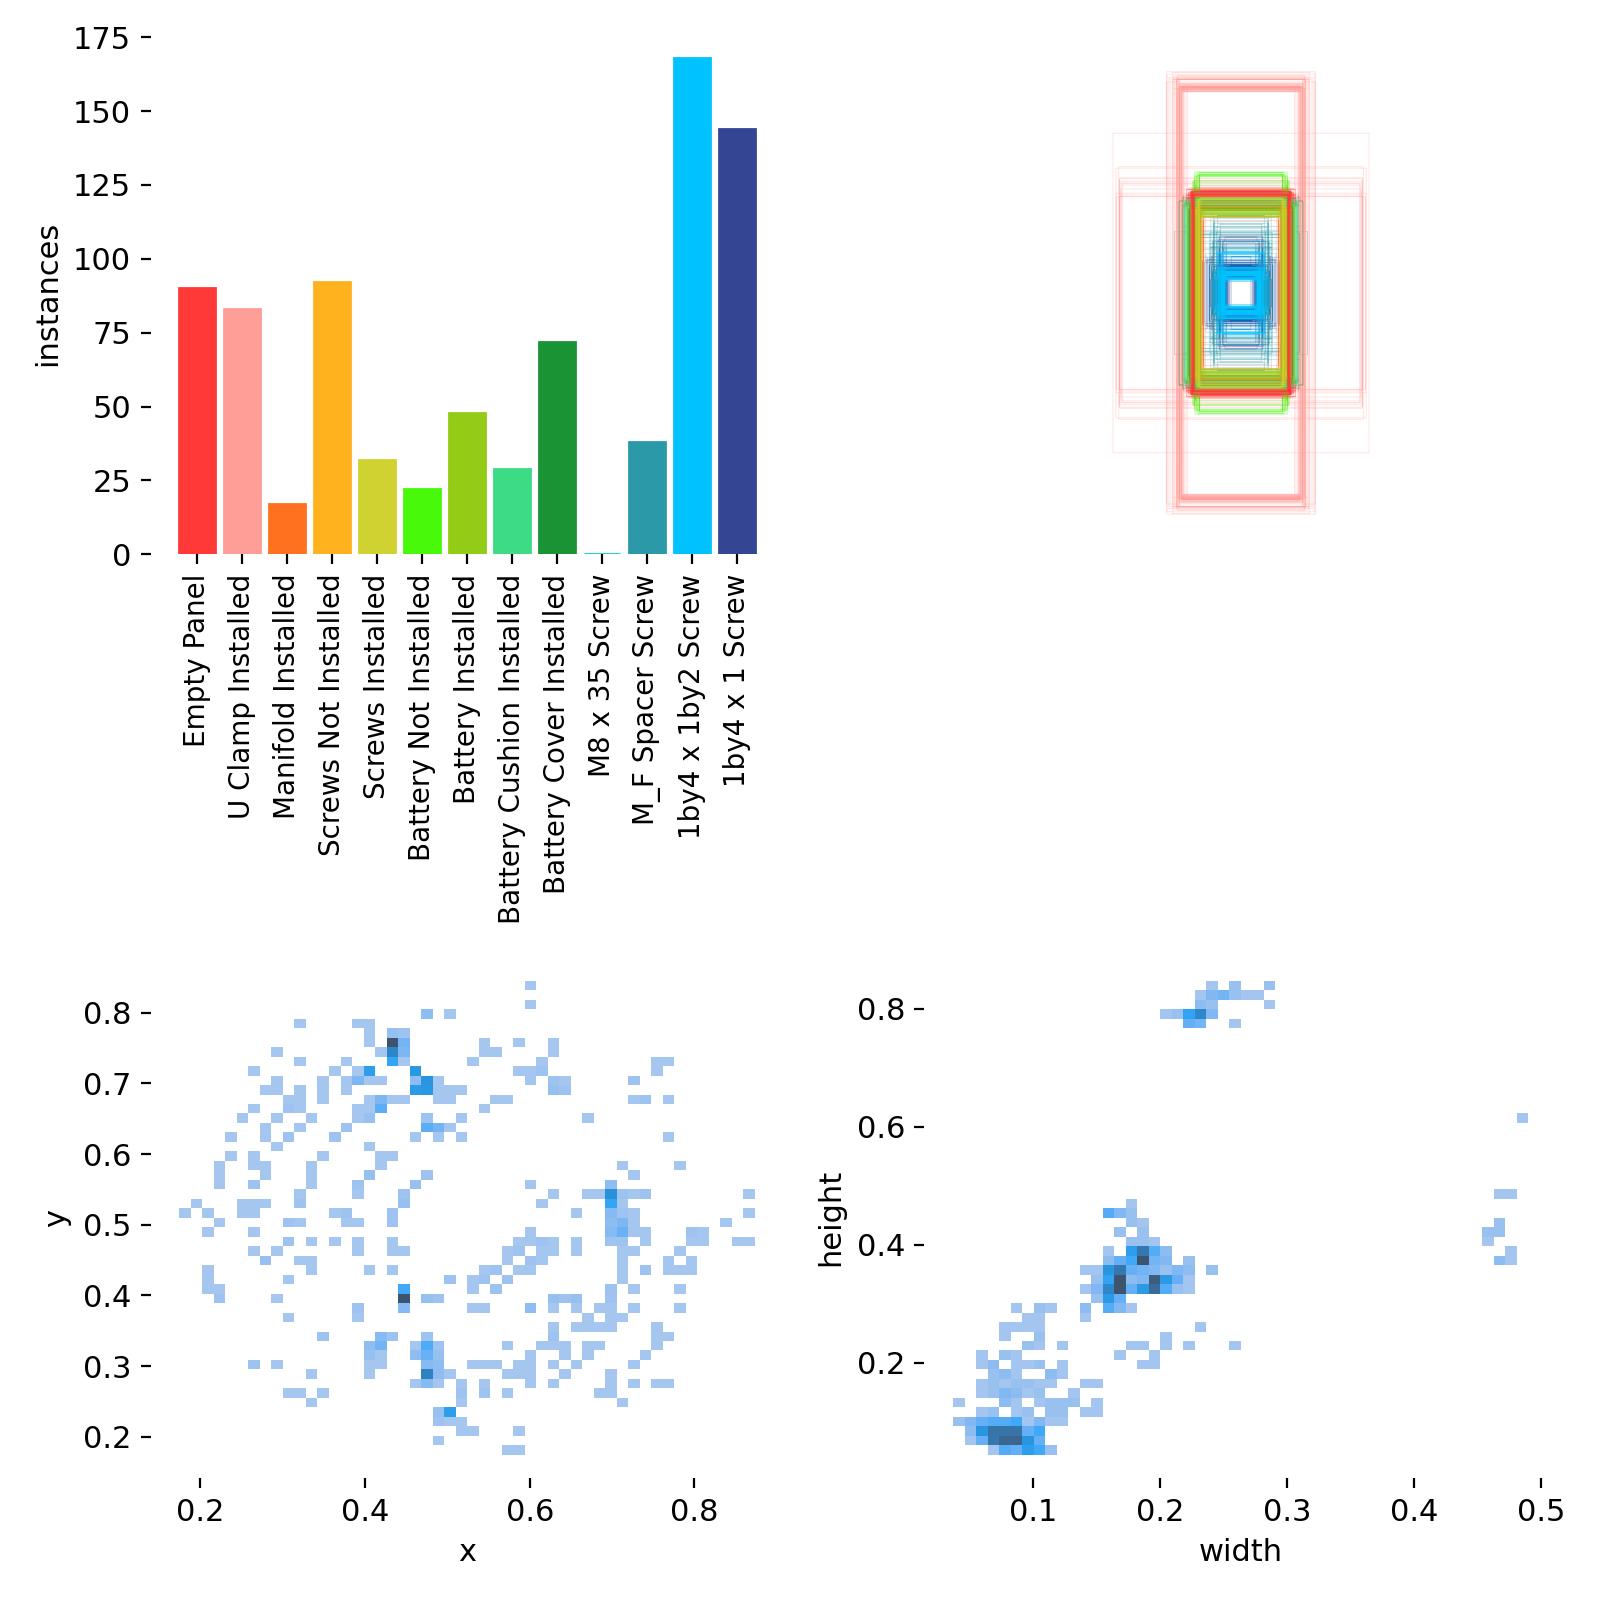 175
150
125
100
75
50
25
0
instances
Empty Panel
U Clamp Installed
Manifold Installed
Screws Not Installed
Screws Installed
Battery Not Installed
Battery Installed
Battery Cushion Installed
Battery Cover Installed
M8 x 35 Screw
M_F Spacer Screw
1by4 x 1by2 Screw
1by4 x 1 Screw
0.8
0.7
0.6
0.5
0.4
0.3
0.2
y
0.2 0.4 0.6 0.8
x
0.8
0.6
0.4
0.2
height
0.1 0.2 0.3 0.4 0.5
width